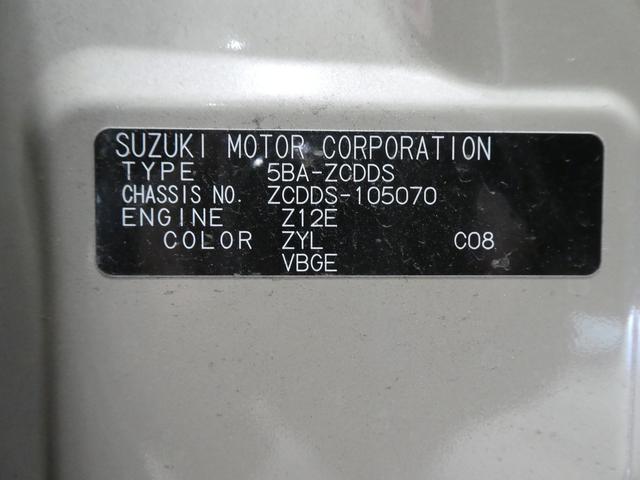 SUZUKI MOTOR CORPORATION
TYPE 5BA-ZCDDS
CHASSIS NO. ZCDDS-105070
ENGINE Z12E
COLOR ZYL C08
VBGE